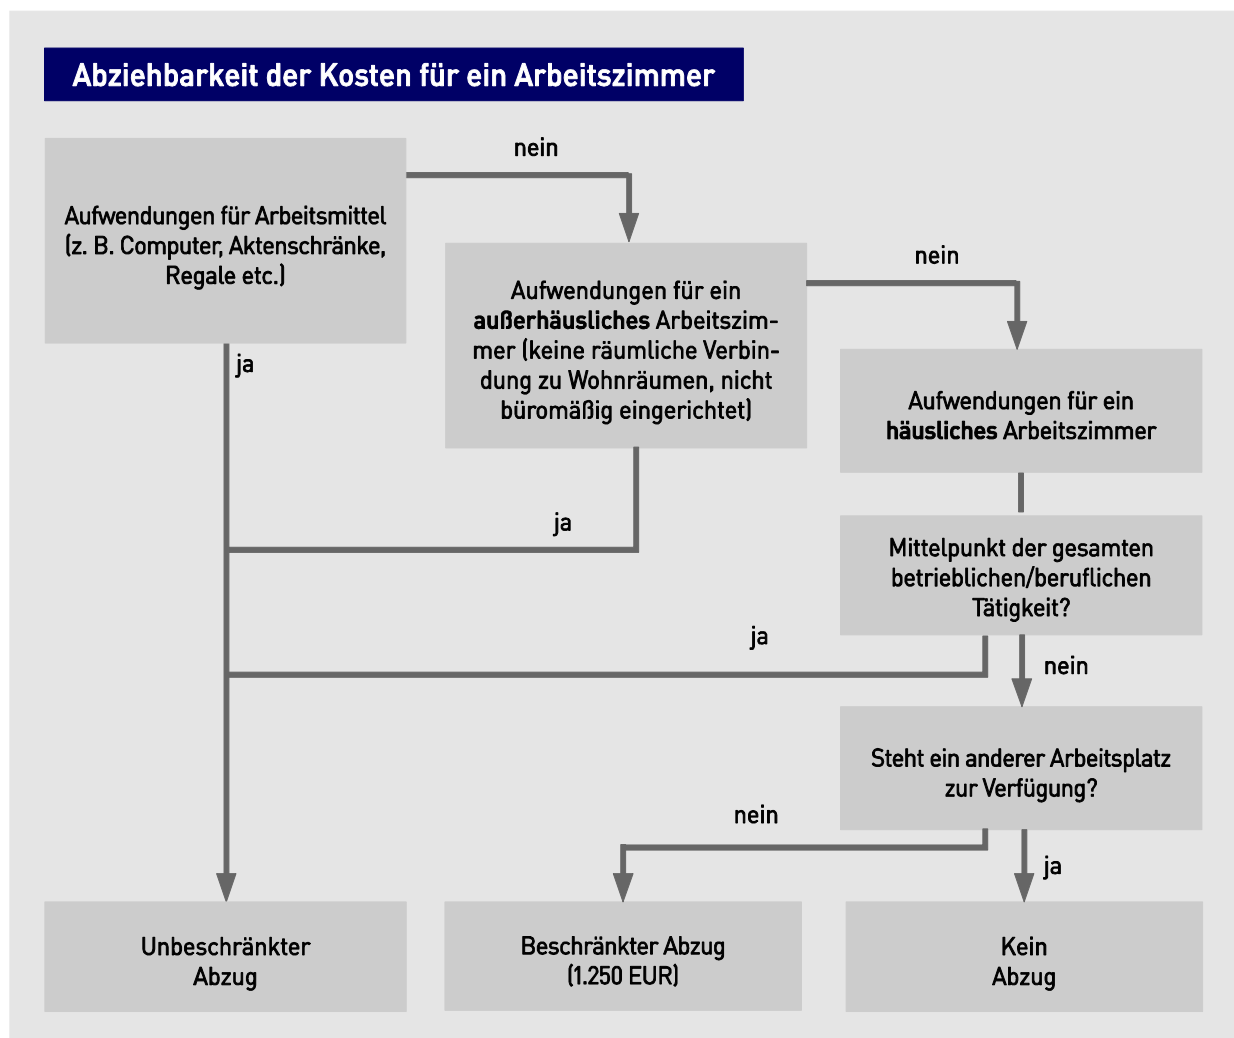 Abziehbarkeit der Kosten für ein Arbeitszimmer
nein
Aufwendungen für Arbeitsmittel
(z. B. Computer, Aktenschränke,
Regale etc.)
ja
nein
Aufwendungen für ein
außerhäusliches Arbeitszim-
mer (keine räumliche Verbin-
dung zu Wohnräumen, nicht
büromäßig eingerichtet)
ja
Aufwendungen für ein
häusliches Arbeitszimmer
Mittelpunkt der gesamten
betrieblichen/beruflichen
Tätigkeit?
ja
nein
Steht ein anderer Arbeitsplatz
zur Verfügung?
nein
ja
Unbeschränkter
Abzug
Beschränkter Abzug
(1.250 EUR)
Kein
Abzug